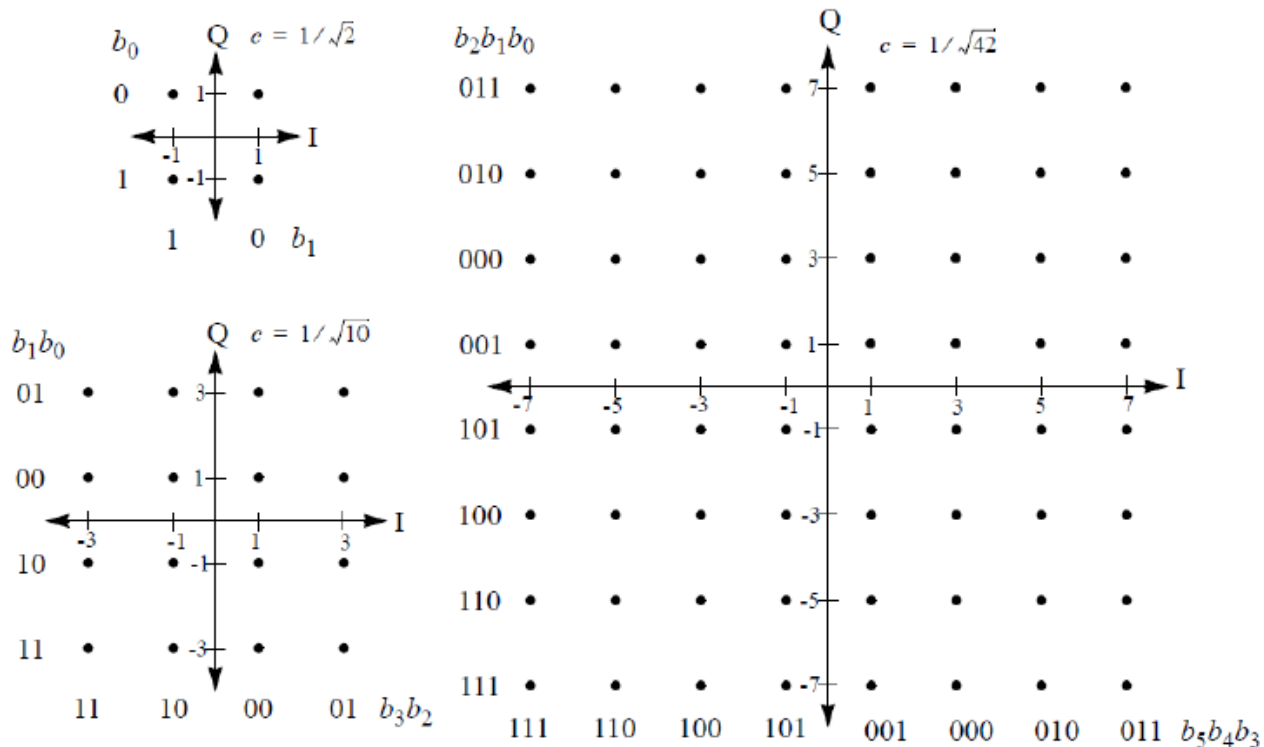 b₀ Q c = 1/√2
0 1
I
-1 1
1 -1
1 0 b₁
b₁b₀ Q c = 1/√10
01 3
00 1
I
-3 -1 1 3
10 -1
11 -3
11 10 00 01 b₃b₂
b₂b₁b₀ Q c = 1/√42
011 7
010 5
000 3
001 1
I
-7 -5 -3 -1 1 3 5 7
101 -1
100 -3
110 -5
111 -7
111 110 100 101 001 000 010 011 b₅b₄b₃